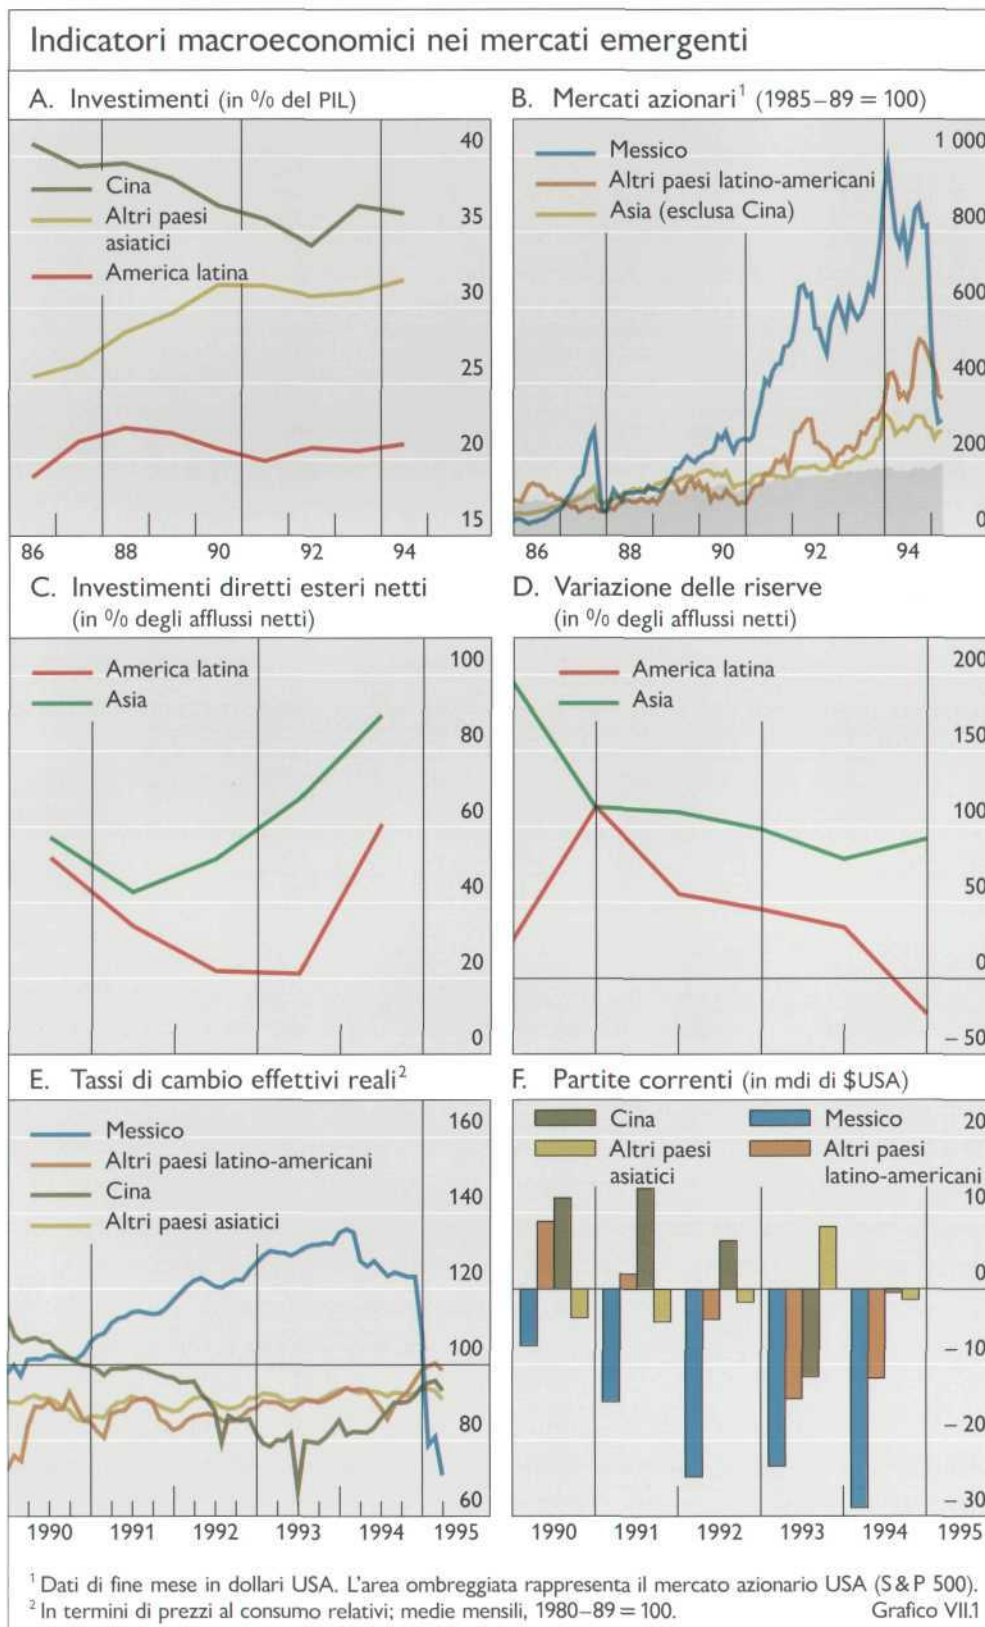 Indicatori macroeconomici nei mercati emergenti
A. Investimenti (in % del PIL)
Cina
Altri paesi
asiatici
America latina
40
35
30
25
20
15
86 88 90 92 94
B. Mercati azionari¹ (1985–89 = 100)
Messico
Altri paesi latino-americani
Asia (esclusa Cina)
1 000
800
600
400
200
0
86 88 90 92 94
C. Investimenti diretti esteri netti
(in % degli afflussi netti)
America latina
Asia
100
80
60
40
20
0
D. Variazione delle riserve
(in % degli afflussi netti)
America latina
Asia
200
150
100
50
0
– 50
E. Tassi di cambio effettivi reali²
Messico
Altri paesi latino-americani
Cina
Altri paesi asiatici
160
140
120
100
80
60
1990 1991 1992 1993 1994 1995
F. Partite correnti (in mdi di $USA)
Cina
Altri paesi
asiatici
Messico
Altri paesi
latino-americani
20
10
0
– 10
– 20
– 30
1990 1991 1992 1993 1994 1995
¹ Dati di fine mese in dollari USA. L'area ombreggiata rappresenta il mercato azionario USA (S & P 500).
² In termini di prezzi al consumo relativi; medie mensili, 1980–89 = 100. Grafico VII.1